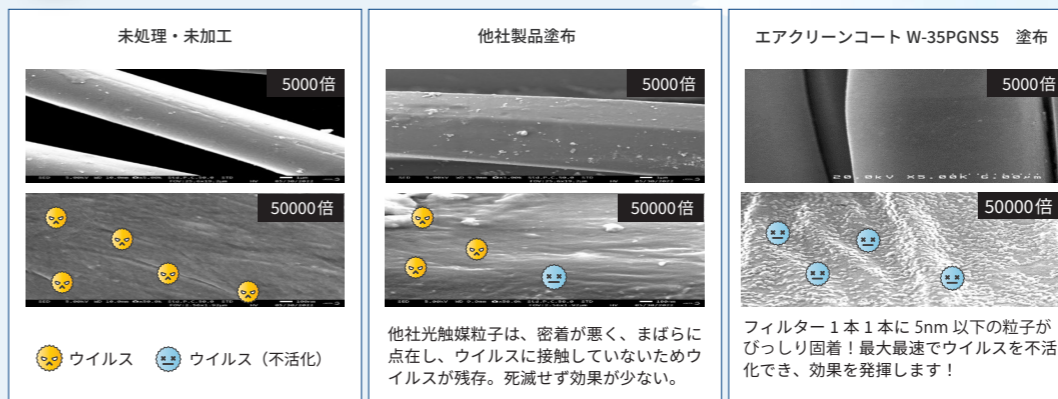 未処理・未加工
5000倍
50000倍
ウイルス
ウイルス（不活化）
他社製品塗布
5000倍
50000倍
他社光触媒粒子は、密着が悪く、まばらに
点在し、ウイルスに接触していないためウ
イルスが残存。死滅せず効果が少ない。
エアクリーンコート W-35PGNS5　塗布
5000倍
20.0kV X5.00K 6.00μm
50000倍
フィルター 1 本 1 本に 5nm 以下の粒子が
びっしり固着！最大最速でウイルスを不活
化でき、効果を発揮します！